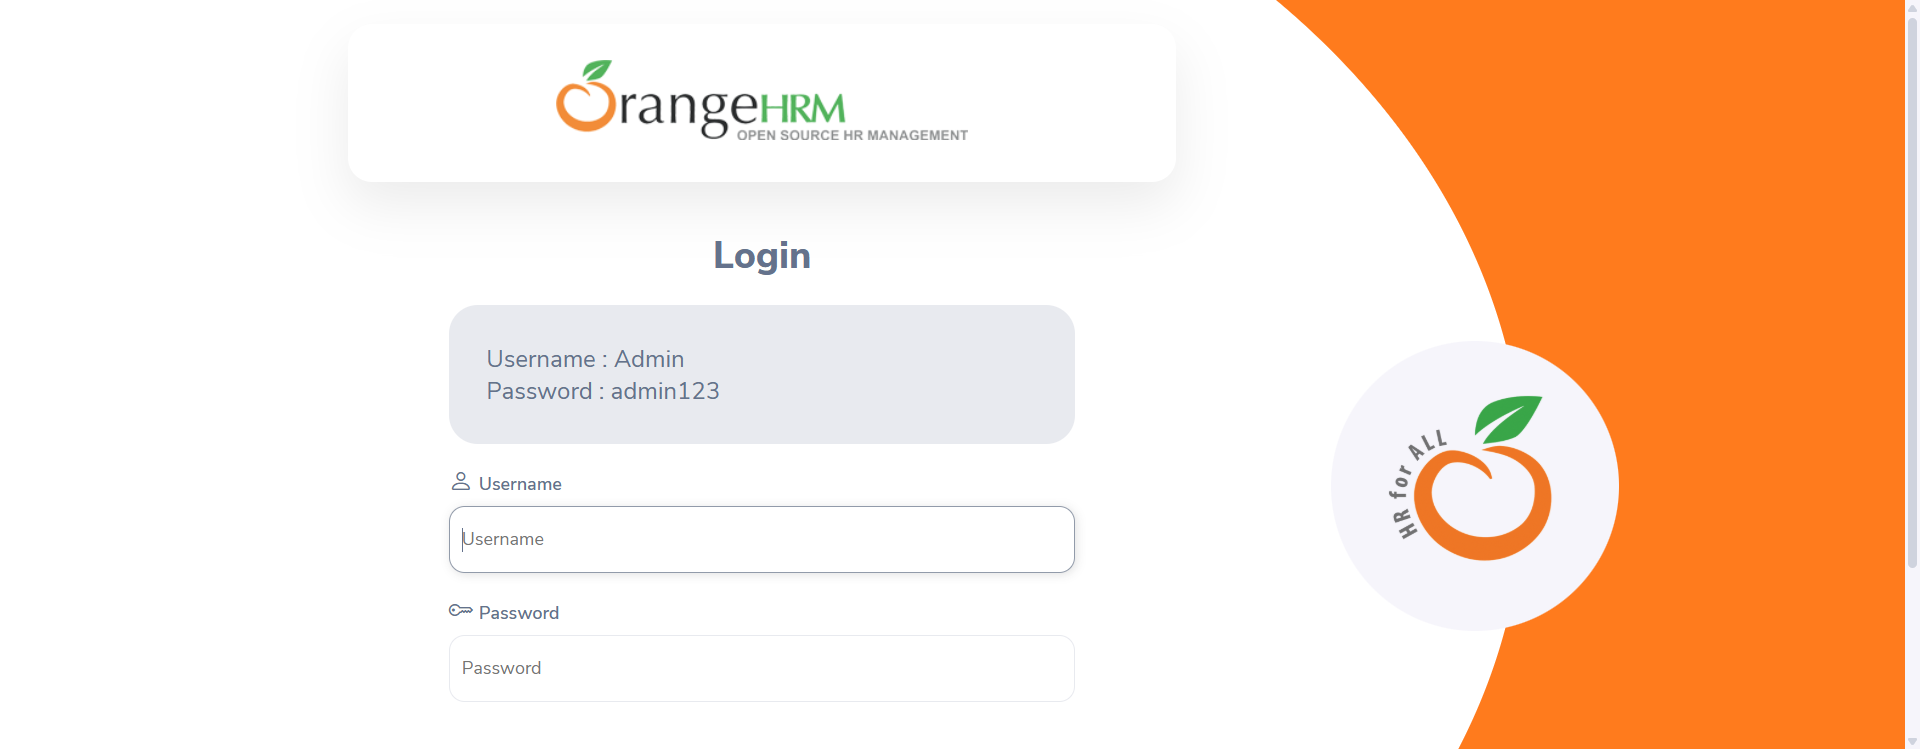 OrangeHRM
OPEN SOURCE HR MANAGEMENT
Login
Username : Admin
Password : admin123
Username
Username
Password
Password
HR for ALL